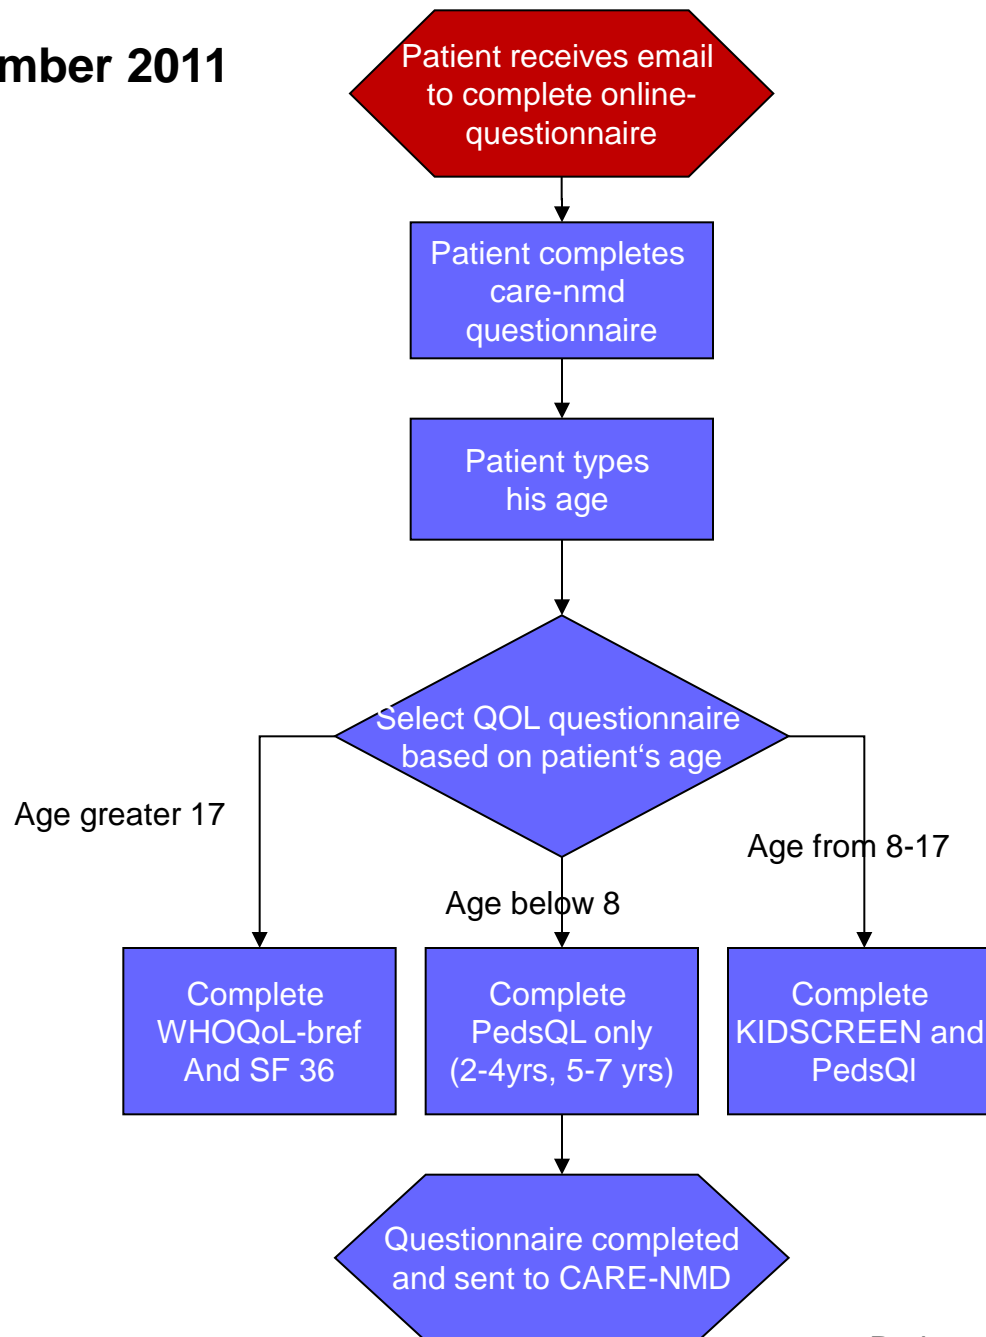 mber 2011
Patient receives email
to complete online-
questionnaire
Patient completes
care-nmd
questionnaire
Patient types
his age
Select QOL questionnaire
based on patient‘s age
Age greater 17
Age from 8-17
Age below 8
Complete
WHOQoL-bref
And SF 36
Complete
PedsQL only
(2-4yrs, 5-7 yrs)
Complete
KIDSCREEN and
PedsQl
Questionnaire completed
and sent to CARE-NMD